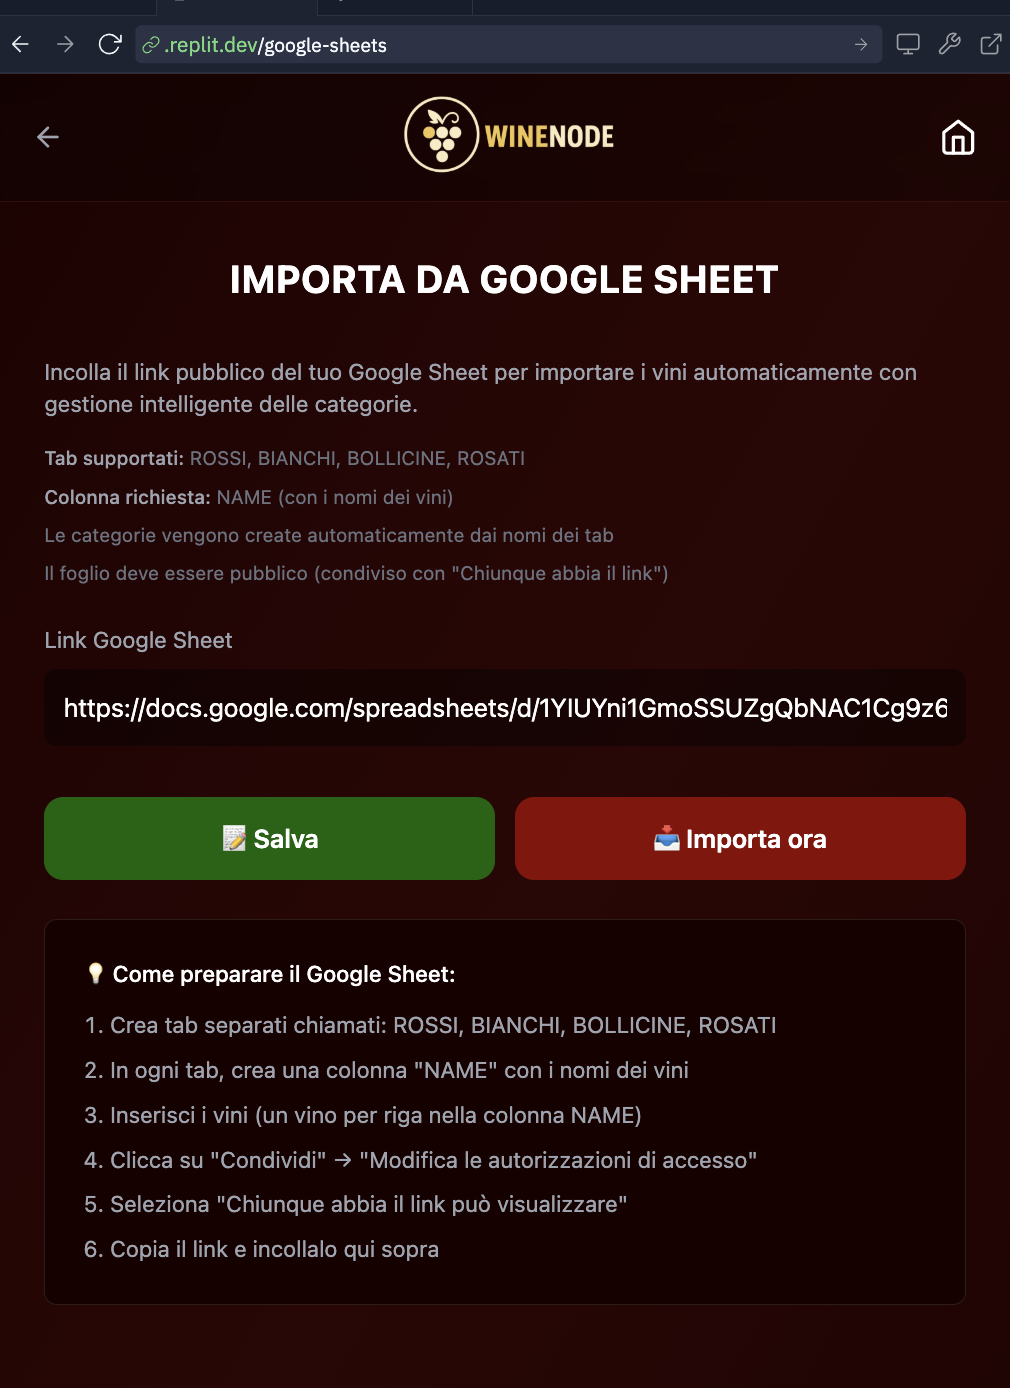 .replit.dev/google-sheets
WINENODE
IMPORTA DA GOOGLE SHEET
Incolla il link pubblico del tuo Google Sheet per importare i vini automaticamente con
gestione intelligente delle categorie.
Tab supportati: ROSSI, BIANCHI, BOLLICINE, ROSATI
Colonna richiesta: NAME (con i nomi dei vini)
Le categorie vengono create automaticamente dai nomi dei tab
Il foglio deve essere pubblico (condiviso con "Chiunque abbia il link")
Link Google Sheet
https://docs.google.com/spreadsheets/d/1YIUYni1GmoSSUZgQbNAC1Cg9z6
📝 Salva
📥 Importa ora
💡 Come preparare il Google Sheet:
1. Crea tab separati chiamati: ROSSI, BIANCHI, BOLLICINE, ROSATI
2. In ogni tab, crea una colonna "NAME" con i nomi dei vini
3. Inserisci i vini (un vino per riga nella colonna NAME)
4. Clicca su "Condividi" → "Modifica le autorizzazioni di accesso"
5. Seleziona "Chiunque abbia il link può visualizzare"
6. Copia il link e incollalo qui sopra